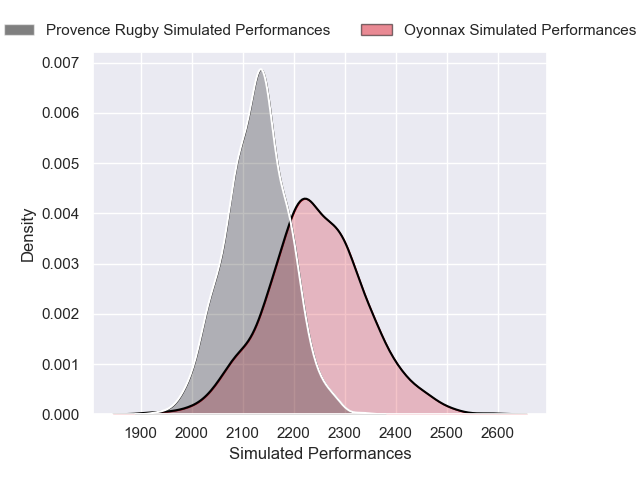 Provence Rugby Simulated Performances Oyonnax Simulated Performances
0.007
0.006
0.005
0.004
0.003
0.002
0.001
0.000
Density
1900 2000 2100 2200 2300 2400 2500 2600
Simulated Performances